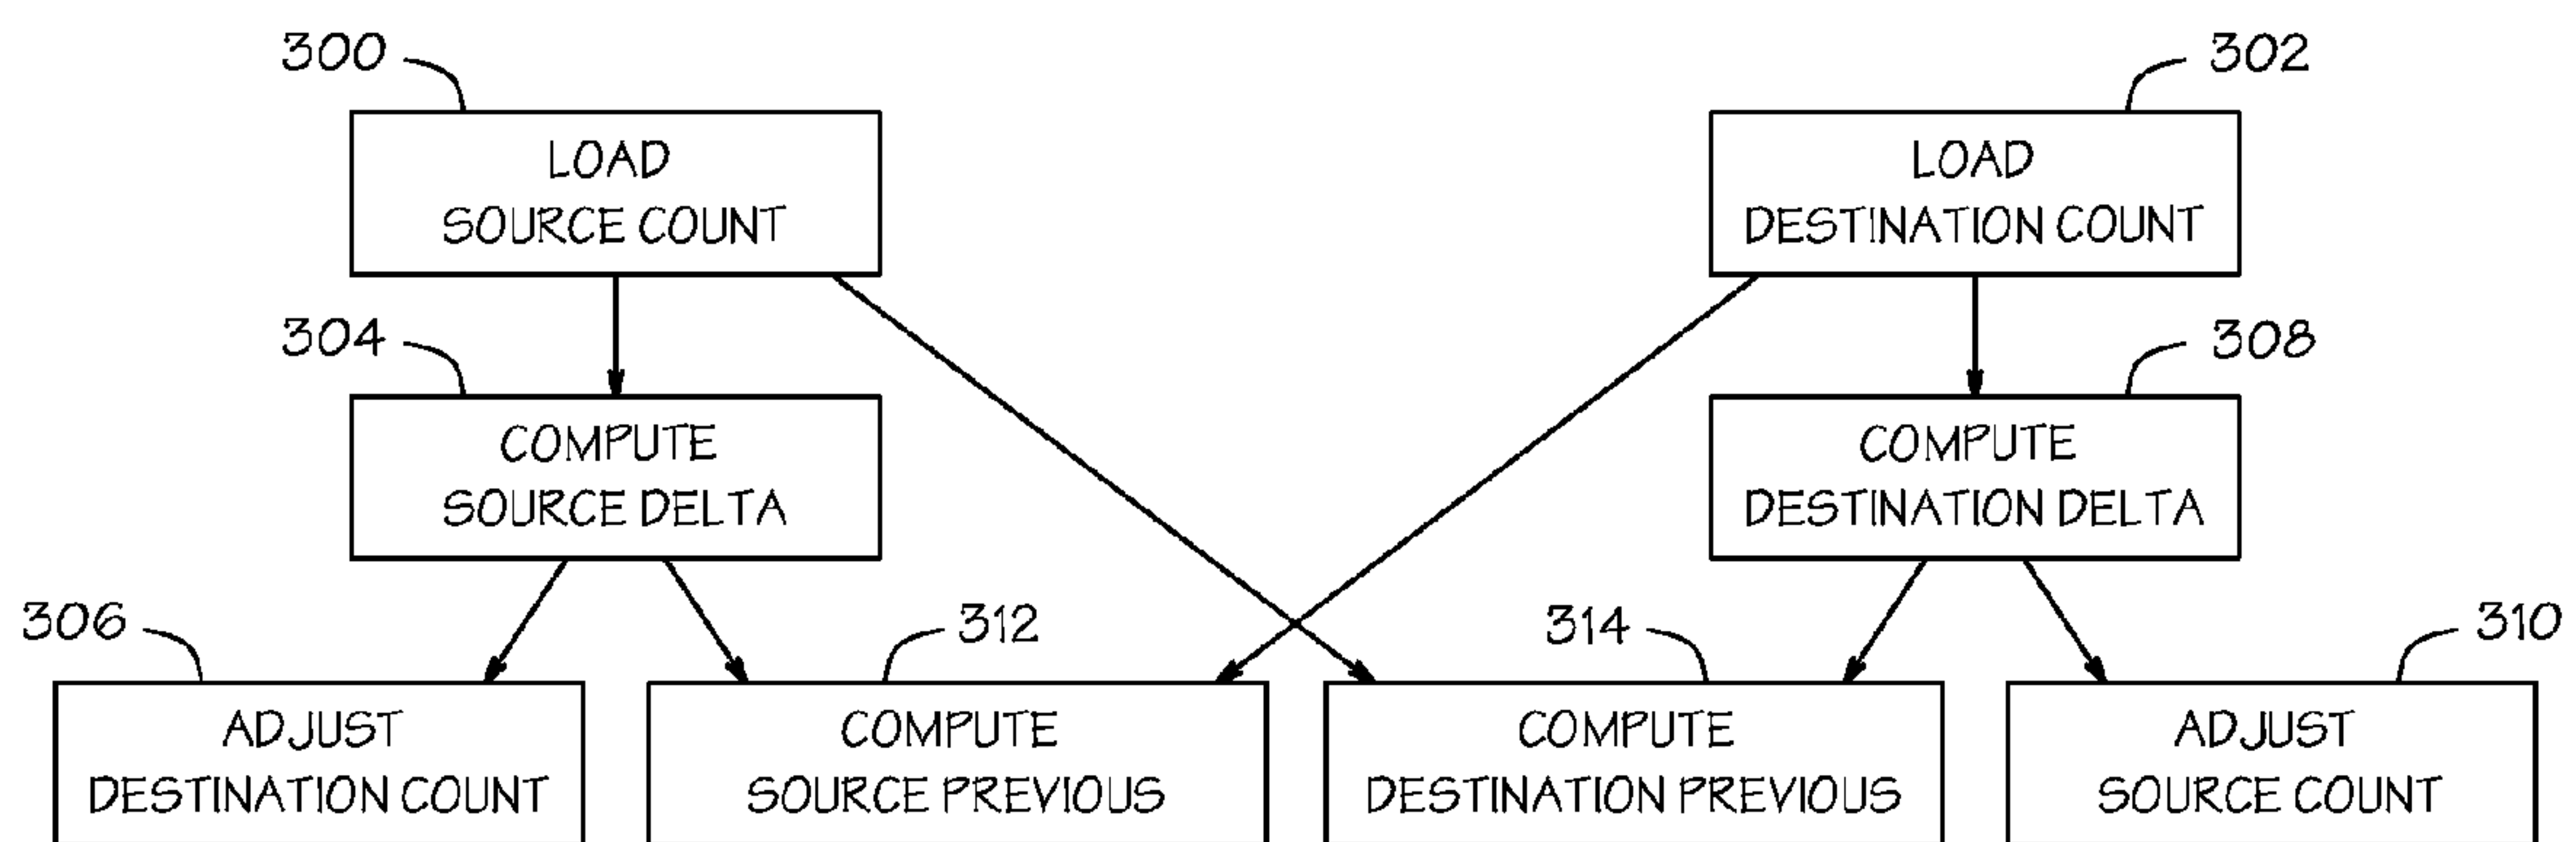 300
302
LOAD
SOURCE COUNT
LOAD
DESTINATION COUNT
304
308
COMPUTE
SOURCE DELTA
COMPUTE
DESTINATION DELTA
306
312
314
310
ADJUST
DESTINATION COUNT
COMPUTE
SOURCE PREVIOUS
COMPUTE
DESTINATION PREVIOUS
ADJUST
SOURCE COUNT